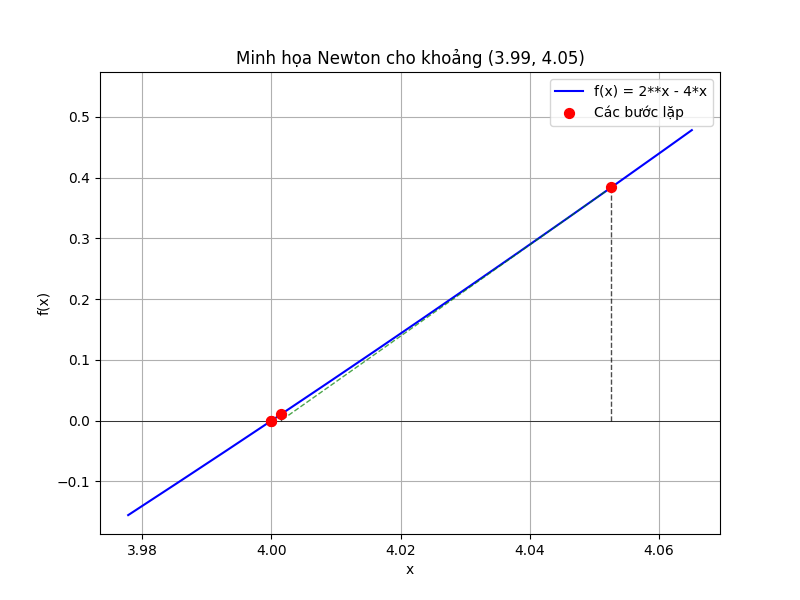 Minh họa Newton cho khoảng (3.99, 4.05)
f(x) = 2**x - 4*x
Các bước lặp
0.5
0.4
0.3
0.2
0.1
0.0
−0.1
f(x)
3.98 4.00 4.02 4.04 4.06
x